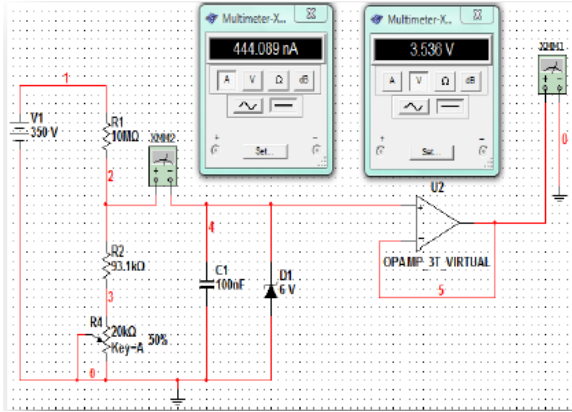 Multimeter-X...
Multimeter-X...
444.089 nA
3.536 V
A V Ω dB
A V Ω dB
+ Set... -
+ Set... -
XMM1
1
V1
350 V
R1
10MΩ
XMM2
2
0
U2
4
R2
93.1kΩ
C1
100nF
D1
6 V
OPAMP_3T_VIRTUAL
5
3
R4
20kΩ
50%
Key=A
0